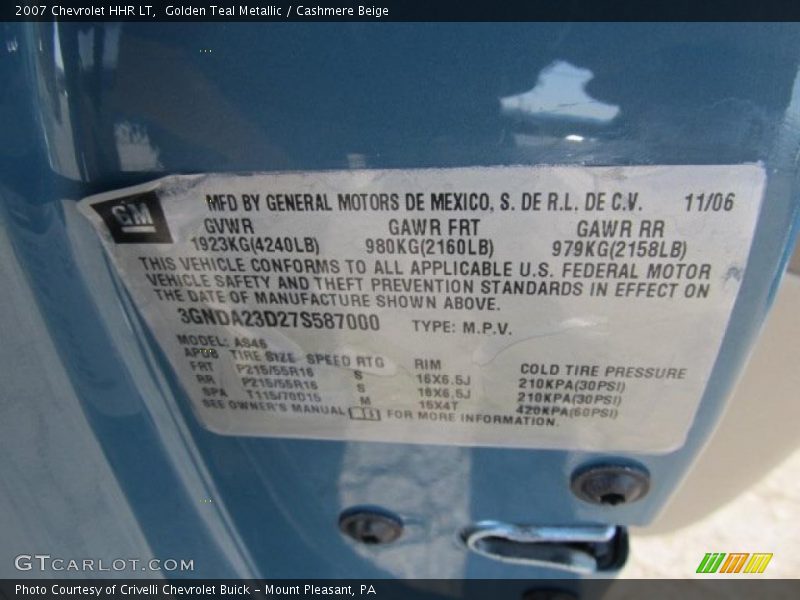 2007 Chevrolet HHR LT, Golden Teal Metallic / Cashmere Beige
GM
MFD BY GENERAL MOTORS DE MEXICO, S. DE R.L. DE C.V. 11/06
GVWR GAWR FRT GAWR RR
1923KG(4240LB) 980KG(2160LB) 979KG(2158LB)
THIS VEHICLE CONFORMS TO ALL APPLICABLE U.S. FEDERAL MOTOR
VEHICLE SAFETY AND THEFT PREVENTION STANDARDS IN EFFECT ON
THE DATE OF MANUFACTURE SHOWN ABOVE.
3GNDA23D27S587000 TYPE: M.P.V.
MODEL: AS46
TIRE SIZE SPEED RTG RIM COLD TIRE PRESSURE
FRT P215/55R16 S 16X6.5J 210KPA(30PSI)
RR P215/55R16 S 16X6.5J 210KPA(30PSI)
SPA T115/70D15 M 15X4T 420KPA(60PSI)
SEE OWNER'S MANUAL FOR MORE INFORMATION.
GTCARLOT.COM
Photo Courtesy of Crivelli Chevrolet Buick - Mount Pleasant, PA